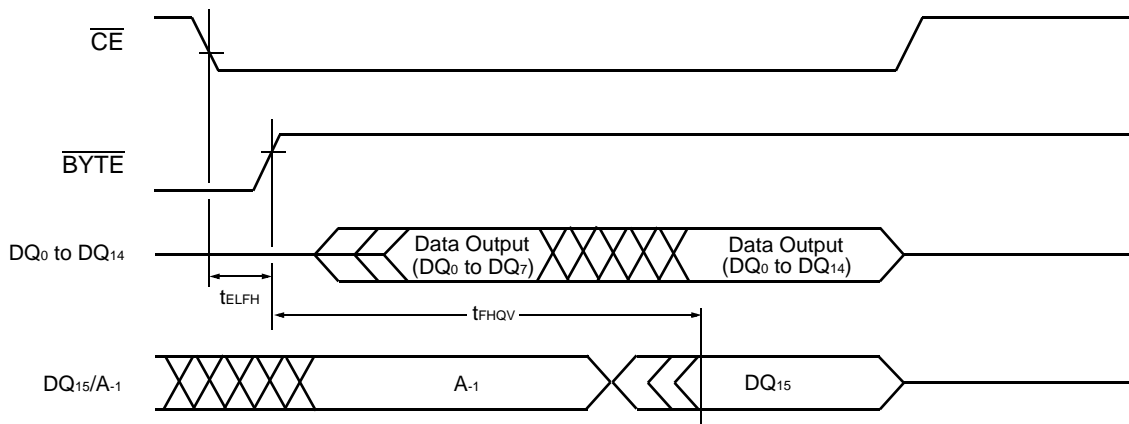 CE
BYTE
DQ0 to DQ14
Data Output
(DQ0 to DQ7)
Data Output
(DQ0 to DQ14)
tELFH
tFHQV
DQ15/A-1
A-1
DQ15